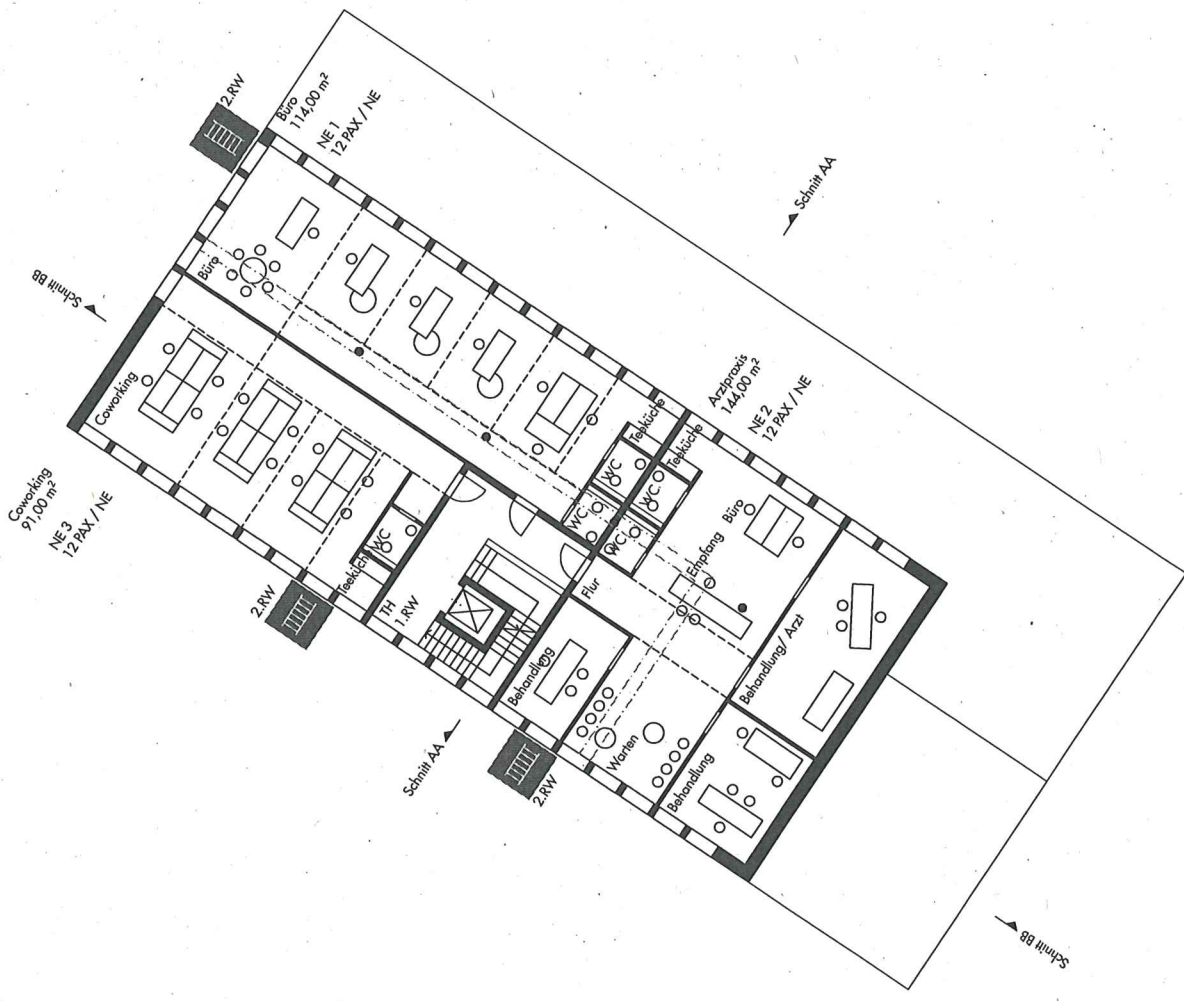 2.RW
Büro
114,00 m²
NE 1
12 PAX / NE
Schnitt AA
Schnitt BB
Büro
Coworking
Coworking
91,00 m²
NE 3
12 PAX / NE
Arztpraxis
144,00 m²
NE 2
12 PAX / NE
Teeküche
WC
WC
Teeküche
WC
WC
2.RW
Teeküche
WC
TH
1.RW
Flur
Empfang
Büro
Behandlung
Behandlung/ Arzt
Warten
Behandlung
Schnitt AA
2.RW
Schnitt BB